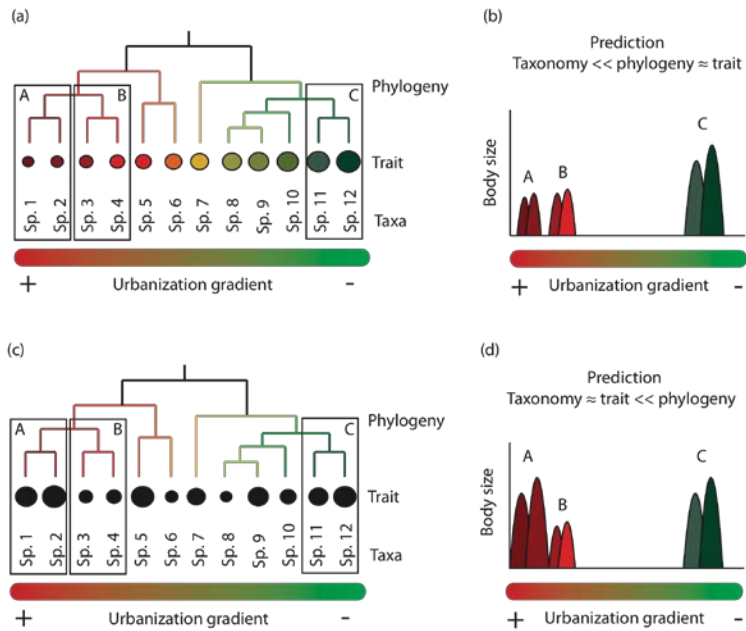 (a)
Phylogeny
A
B
C
Trait
Sp. 1
Sp. 2
Sp. 3
Sp. 4
Sp. 5
Sp. 6
Sp. 7
Sp. 8
Sp. 9
Sp. 10
Sp. 11
Sp. 12
Taxa
+ Urbanization gradient -
(b)
Prediction
Taxonomy << phylogeny ≈ trait
Body size
A
B
C
+ Urbanization gradient -
(c)
Phylogeny
A
B
C
Trait
Sp. 1
Sp. 2
Sp. 3
Sp. 4
Sp. 5
Sp. 6
Sp. 7
Sp. 8
Sp. 9
Sp. 10
Sp. 11
Sp. 12
Taxa
+ Urbanization gradient -
(d)
Prediction
Taxonomy ≈ trait << phylogeny
Body size
A
B
C
+ Urbanization gradient -